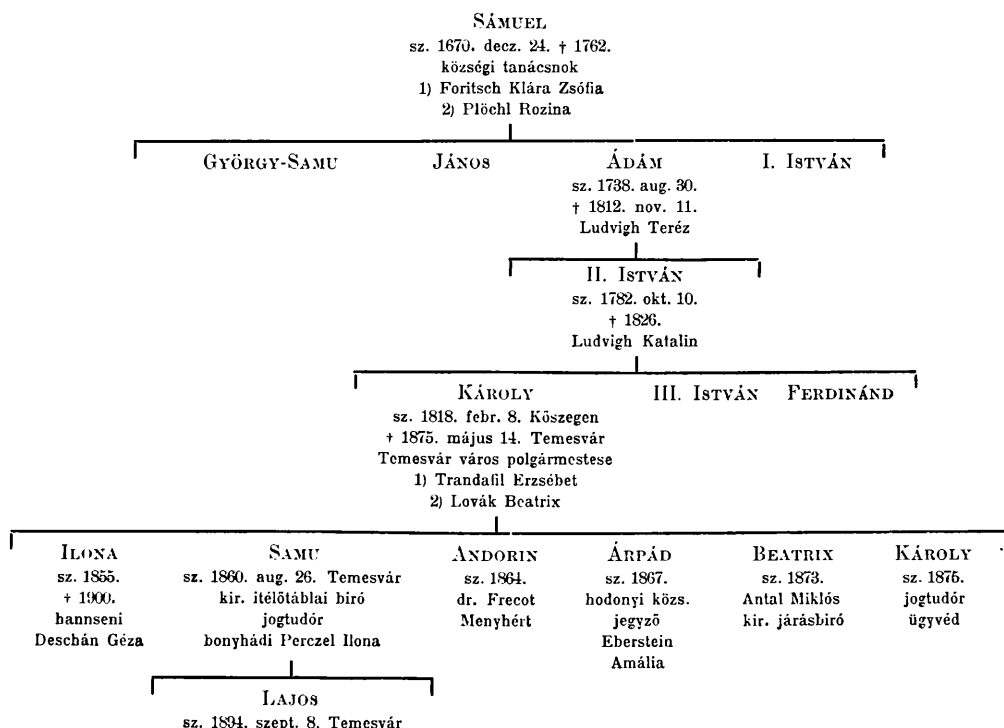 SÁMUEL
sz. 1670. decz. 24. † 1762.
községi tanácsnok
1) Foritsch Klára Zsófia
2) Plöchl Rozina
GYÖRGY-SAMU JÁNOS ÁDÁM I. ISTVÁN
sz. 1738. aug. 30.
† 1812. nov. 11.
Ludvigh Teréz
II. ISTVÁN
sz. 1782. okt. 10.
† 1826.
Ludvigh Katalin
KÁROLY III. ISTVÁN FERDINÁND
sz. 1818. febr. 8. Kőszegen
† 1875. május 14. Temesvár
Temesvár város polgármestese
1) Trandafil Erzsébet
2) Lovák Beatrix
ILONA SAMU ANDORIN ÁRPÁD BEATRIX KÁROLY
sz. 1855. sz. 1860. aug. 26. Temesvár sz. 1864. sz. 1867. sz. 1873. sz. 1875.
† 1900. kir. itélőtáblai biró dr. Frecot hodonyi közs. Antal Miklós jogtudór
hannseni jogtudór Menyhért jegyző kir. járásbiró ügyvéd
Deschán Géza bonyhádi Perczel Ilona Eberstein
Amália
LAJOS
sz. 1894. szept. 8. Temesvár